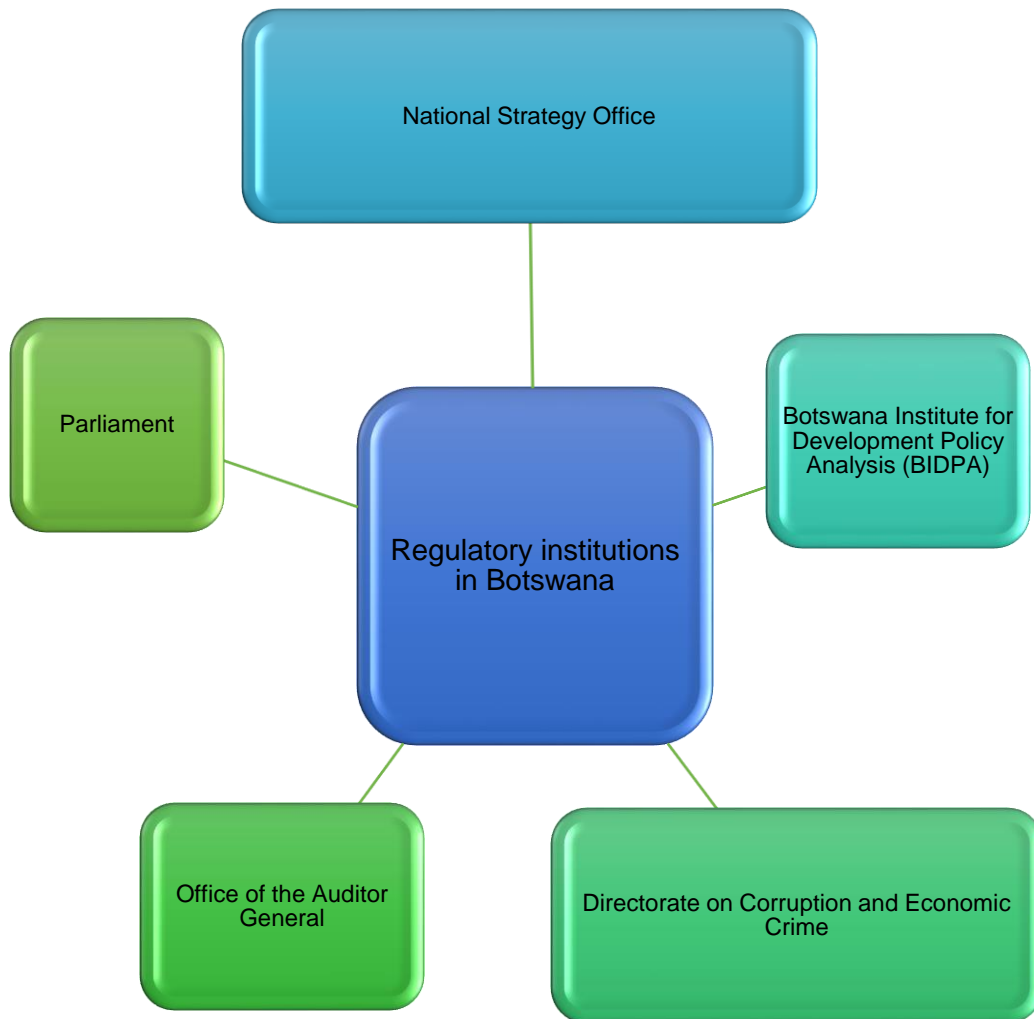 National Strategy Office
Parliament
Botswana Institute for
Development Policy
Analysis (BIDPA)
Regulatory institutions
in Botswana
Office of the Auditor
General
Directorate on Corruption and Economic
Crime